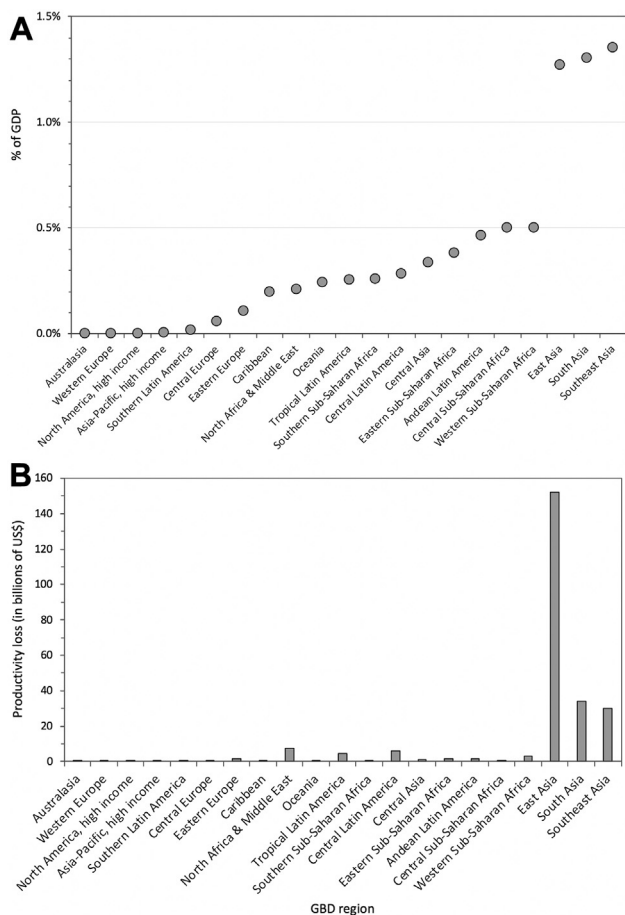 A
1.5%
1.0%
0.5%
0.0%
% of GDP
Australasia
Western Europe
North America, high income
Asia-Pacific, high income
Southern Latin America
Central Europe
Eastern Europe
Caribbean
North Africa & Middle East
Oceania
Tropical Latin America
Southern Sub-Saharan Africa
Central Latin America
Central Asia
Eastern Sub-Saharan Africa
Andean Latin America
Central Sub-Saharan Africa
Western Sub-Saharan Africa
East Asia
South Asia
Southeast Asia
B
160
140
120
100
80
60
40
20
0
Productivity loss (in billions of US$)
Australasia
Western Europe
North America, high income
Asia-Pacific, high income
Southern Latin America
Central Europe
Eastern Europe
Caribbean
North Africa & Middle East
Oceania
Tropical Latin America
Southern Sub-Saharan Africa
Central Latin America
Central Asia
Eastern Sub-Saharan Africa
Andean Latin America
Central Sub-Saharan Africa
Western Sub-Saharan Africa
East Asia
South Asia
Southeast Asia
GBD region